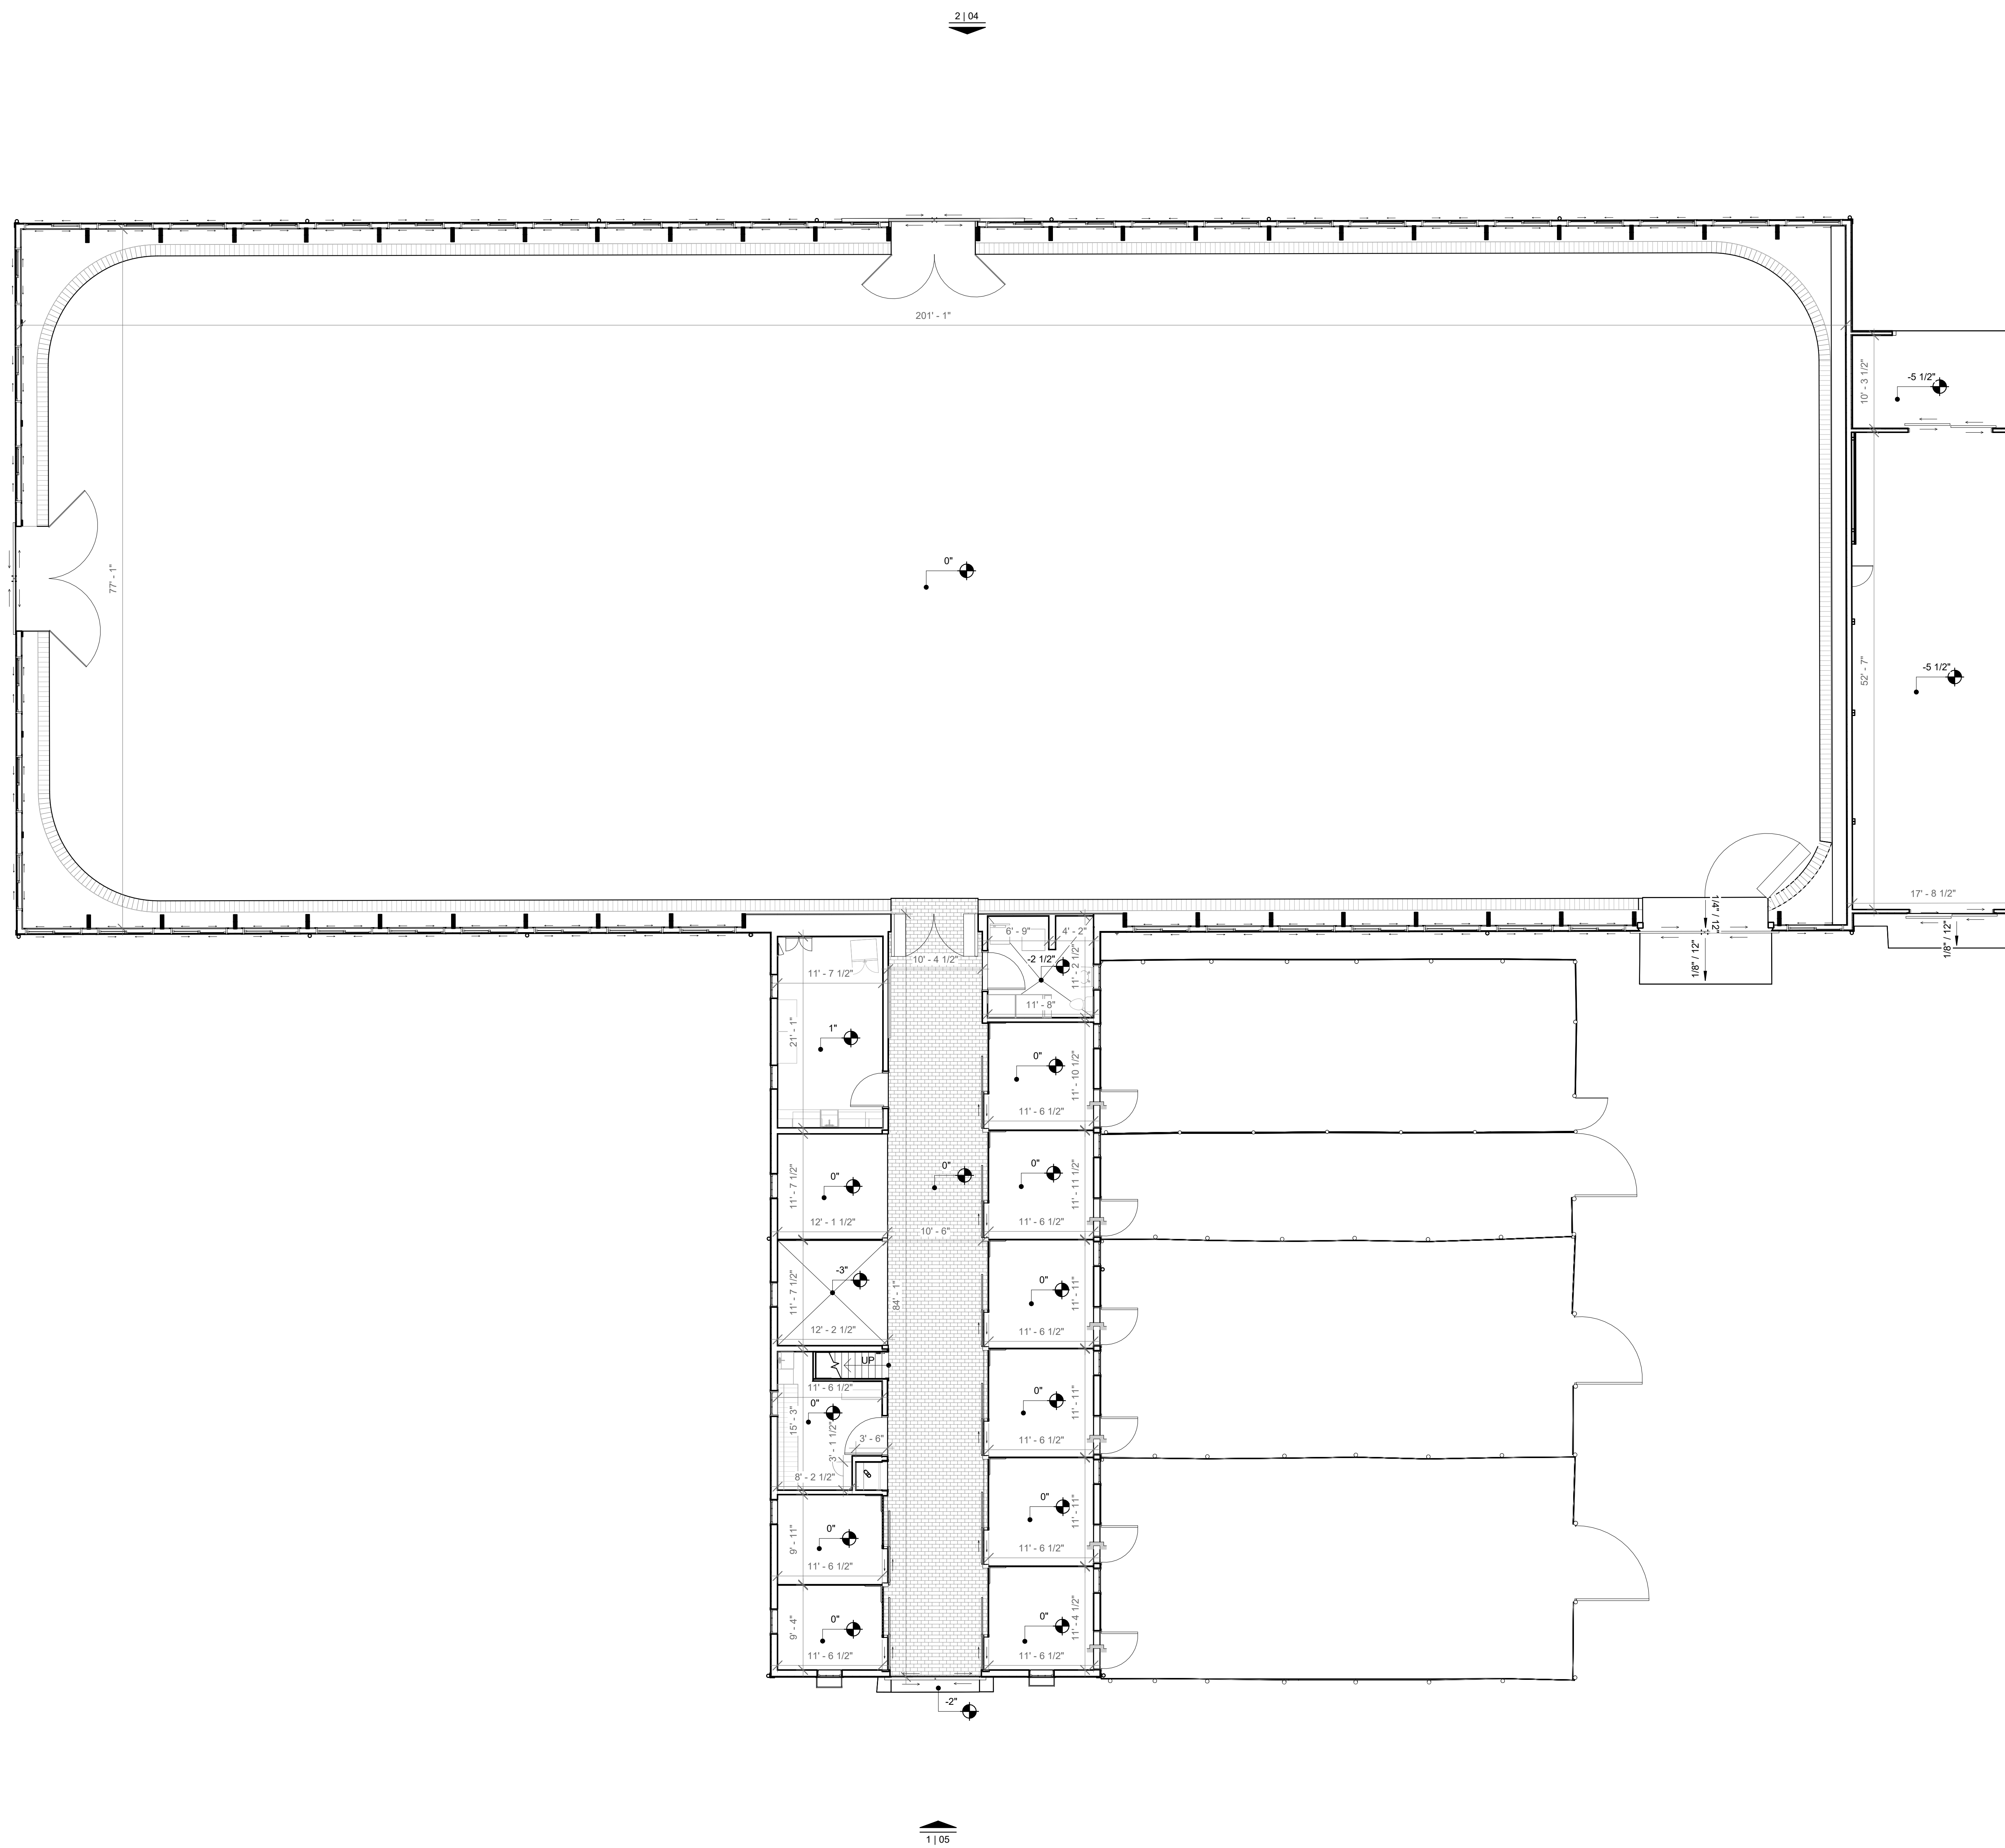 2 | 04
201' - 1"
10' - 3 1/2"
-5 1/2"
77' - 1"
0"
52' - 7"
-5 1/2"
17' - 8 1/2"
1/4" / 12"
1/8" / 12"
1/8" / 12"
6' - 9"
4' - 2"
10' - 4 1/2"
-2 1/2"
11' - 2 1/2"
11' - 7 1/2"
11' - 8"
21' - 1"
1"
0"
11' - 10 1/2"
11' - 6 1/2"
11' - 7 1/2"
0"
0"
0"
11' - 11 1/2"
12' - 1 1/2"
10' - 6"
11' - 6 1/2"
-3"
11' - 7 1/2"
84' - 1"
0"
11' - 11"
12' - 2 1/2"
11' - 6 1/2"
UP
11' - 6 1/2"
0"
15' - 3"
3' - 1 1/2"
3' - 6"
0"
11' - 11"
11' - 6 1/2"
8' - 2 1/2"
0"
11' - 11"
9' - 11"
0"
11' - 6 1/2"
11' - 6 1/2"
0"
9' - 4"
0"
11' - 4 1/2"
11' - 6 1/2"
11' - 6 1/2"
-2"
1 | 05